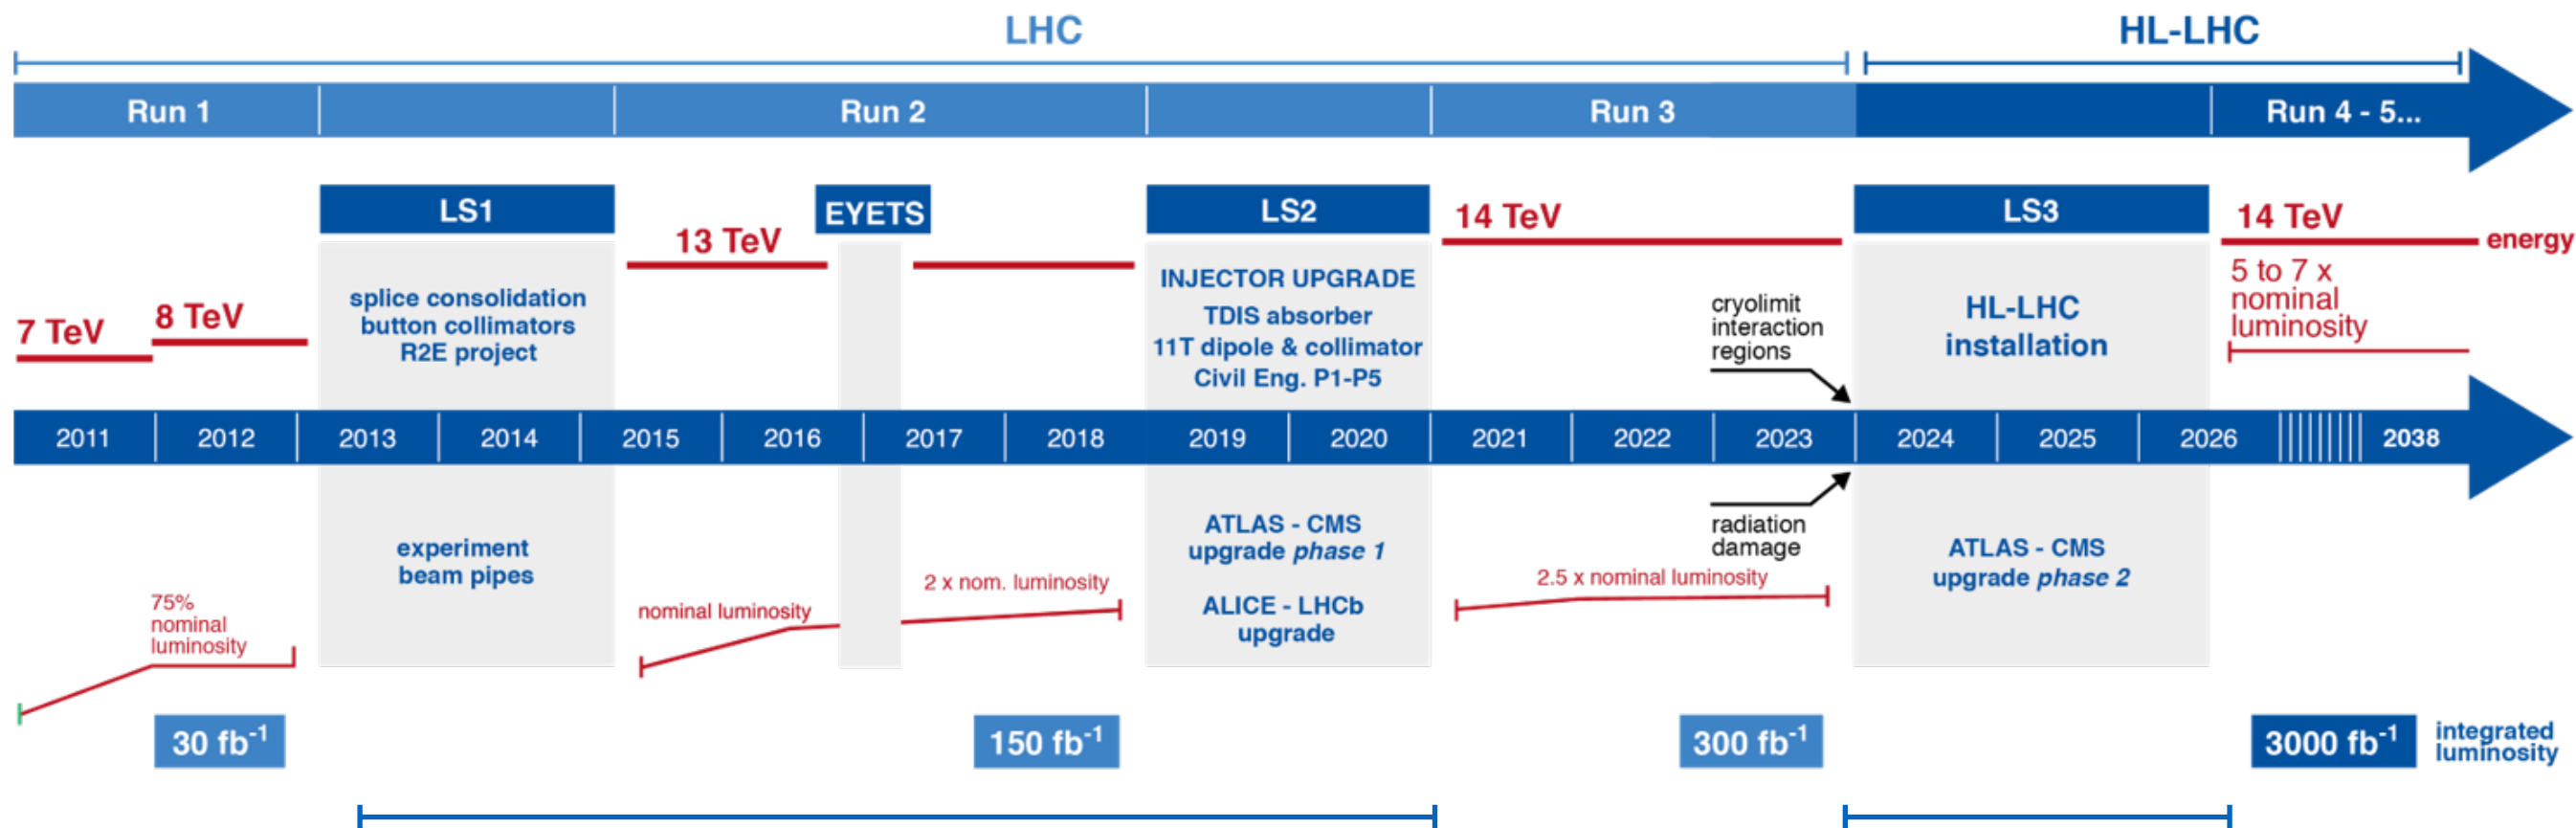 LHC
HL-LHC
Run 1
Run 2
Run 3
Run 4 - 5...
LS1
EYETS
LS2
LS3
7 TeV
8 TeV
13 TeV
14 TeV
14 TeV
energy
splice consolidation
button collimators
R2E project
INJECTOR UPGRADE
TDIS absorber
11T dipole & collimator
Civil Eng. P1-P5
cryolimit
interaction
regions
HL-LHC
installation
5 to 7 x
nominal
luminosity
2011
2012
2013
2014
2015
2016
2017
2018
2019
2020
2021
2022
2023
2024
2025
2026
2038
75%
nominal
luminosity
experiment
beam pipes
nominal luminosity
2 x nom. luminosity
ATLAS - CMS
upgrade phase 1
ALICE - LHCb
upgrade
2.5 x nominal luminosity
radiation
damage
ATLAS - CMS
upgrade phase 2
30 fb⁻¹
150 fb⁻¹
300 fb⁻¹
3000 fb⁻¹
integrated
luminosity